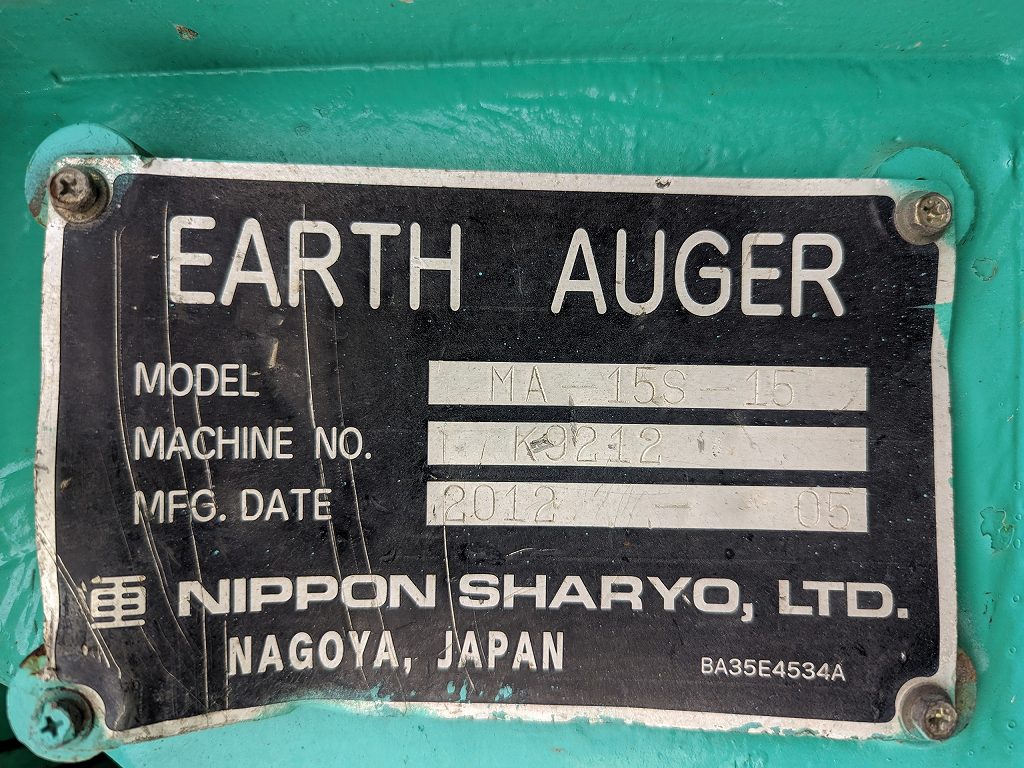 EARTH AUGER
MODEL MA-15S-15
MACHINE NO. K9212
MFG. DATE 2012 - 05
NIPPON SHARYO, LTD.
NAGOYA, JAPAN
BA35E4534A